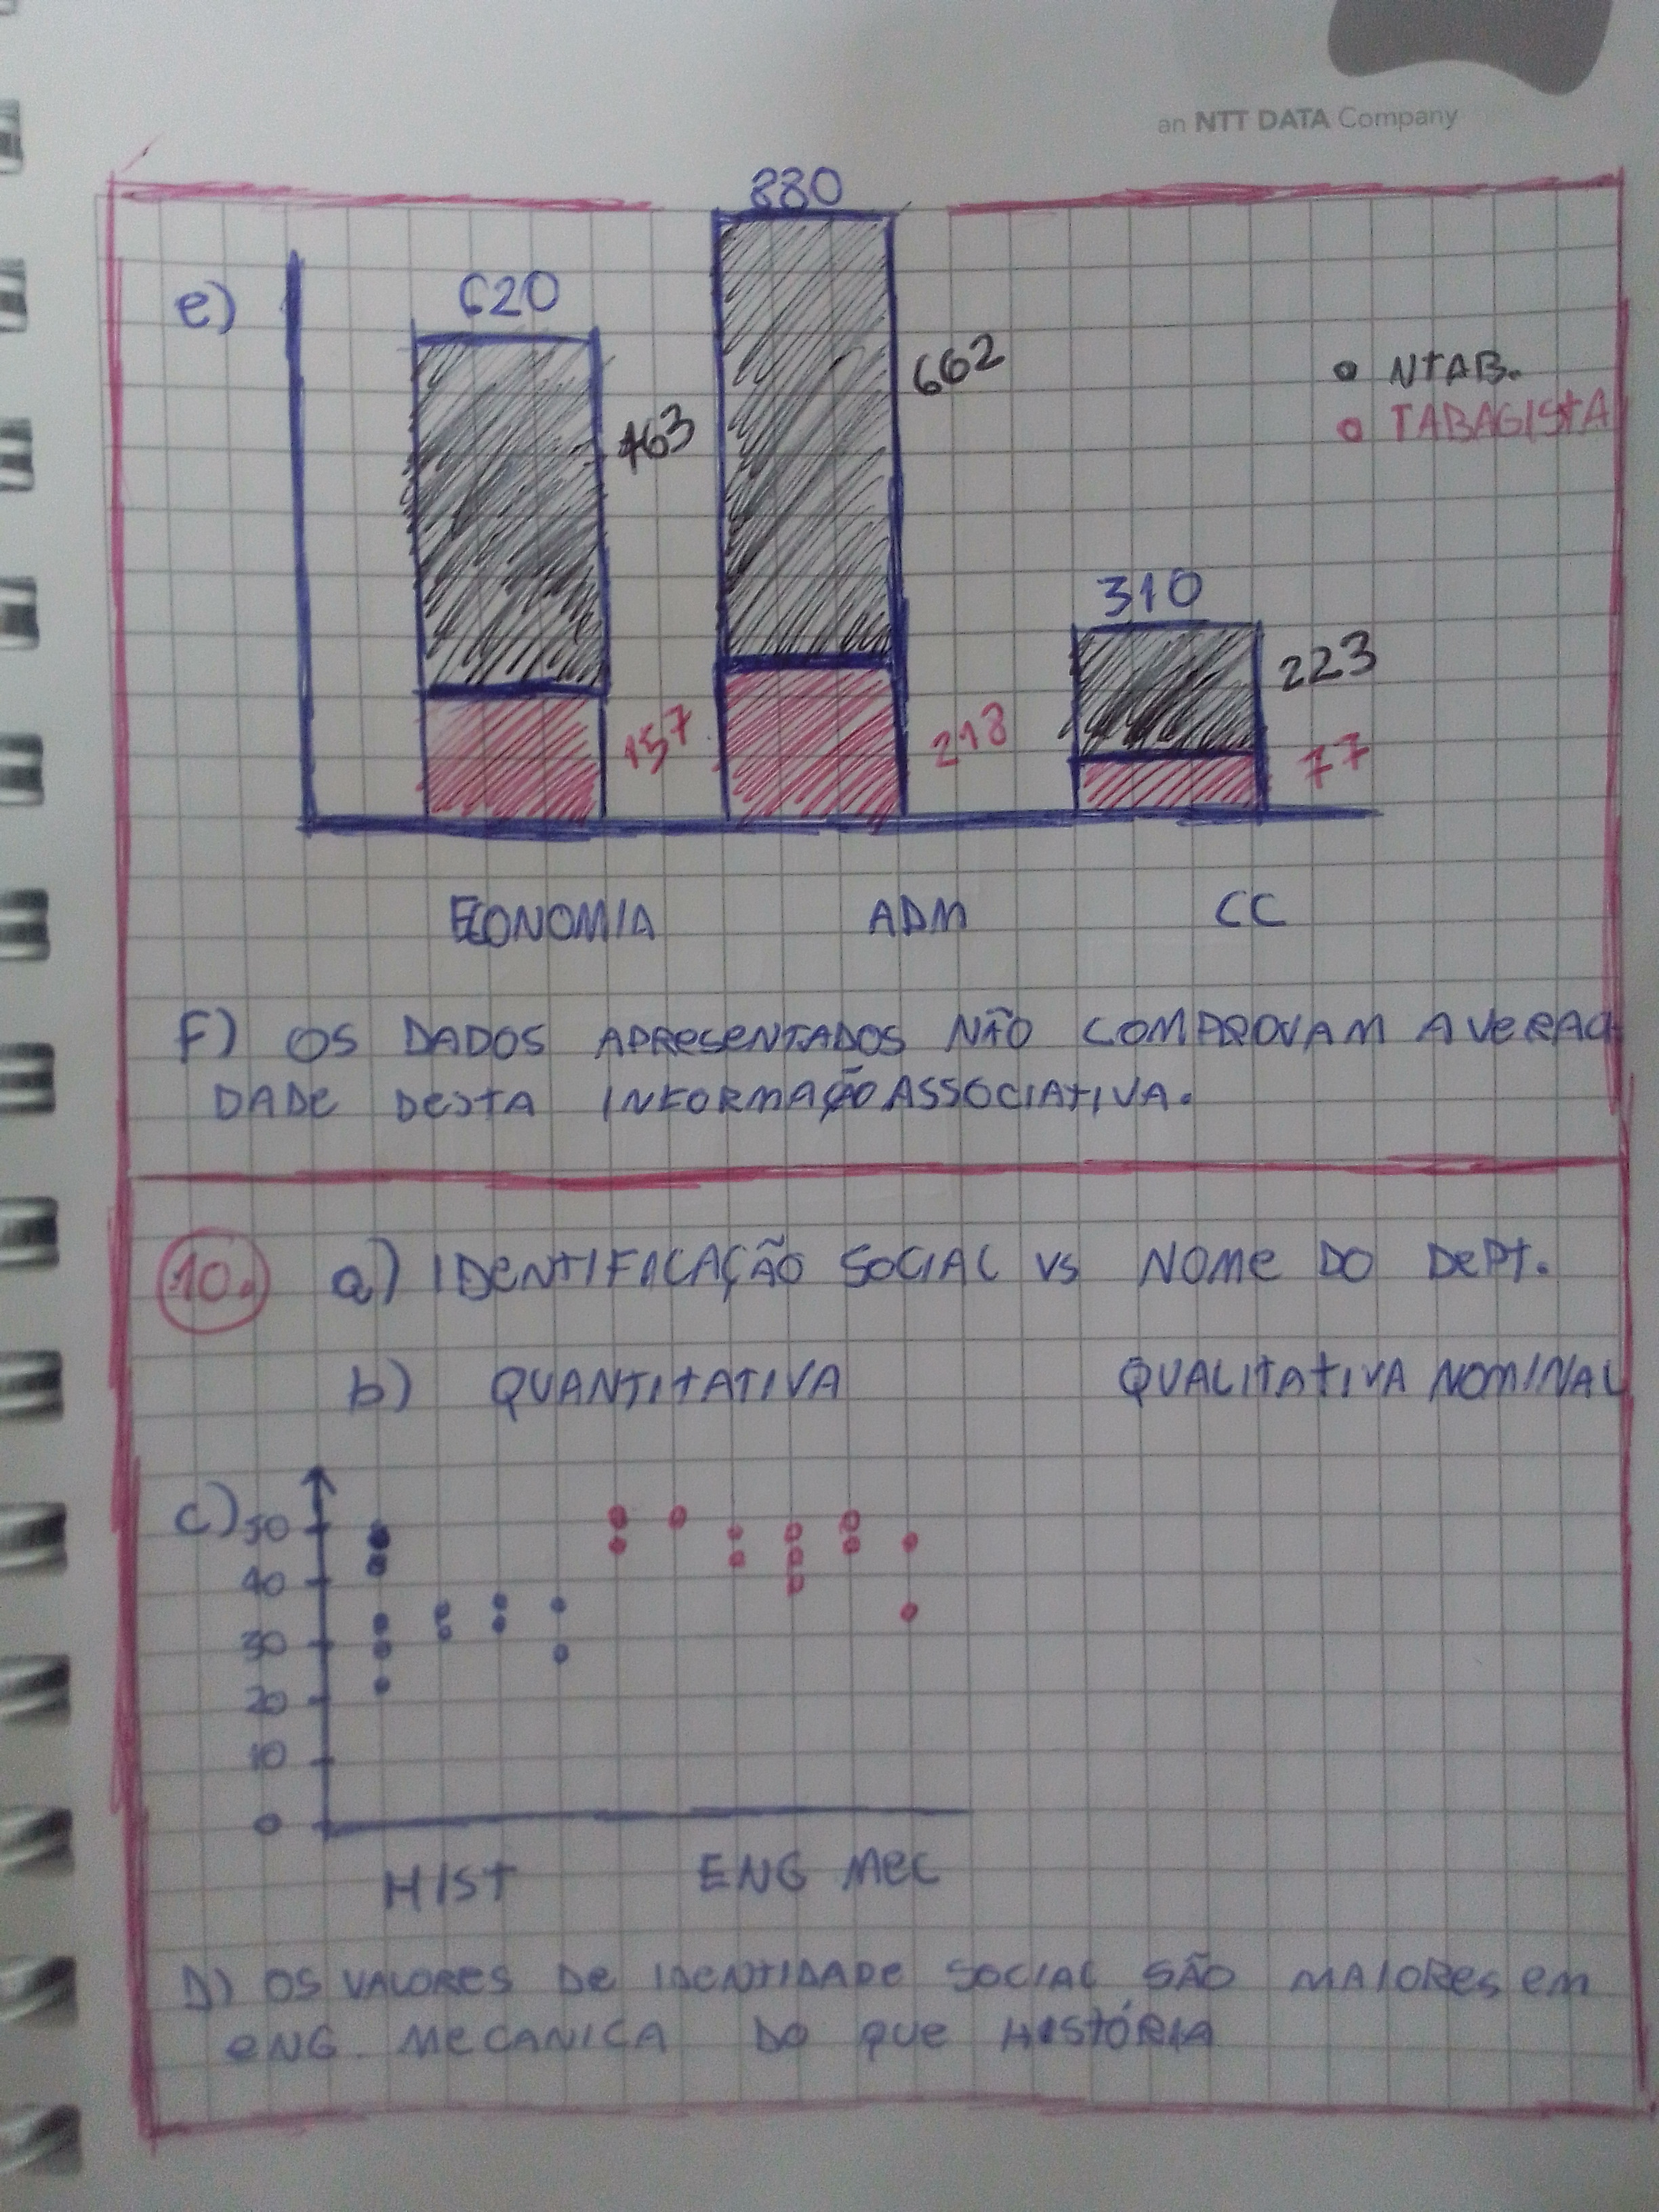 an NTT DATA Company
880
e)
620
662
NTAB.
463
TABAGISTA
310
223
157
218
77
ECONOMIA ADM CC
F) OS DADOS APRESENTADOS NÃO COMPROVAM A VERACI
DADE DESTA INFORMAÇÃO ASSOCIATIVA.
10. a) IDENTIFICAÇÃO SOCIAL VS NOME DO DEPT.
b) QUANTITATIVA QUALITATIVA NOMINAL
c) 50
40
30
20
10
0
HIST ENG MEC
D) OS VALORES DE IDENTIDADE SOCIAL SÃO MAIORES EM
ENG. MECANICA DO QUE HISTÓRIA